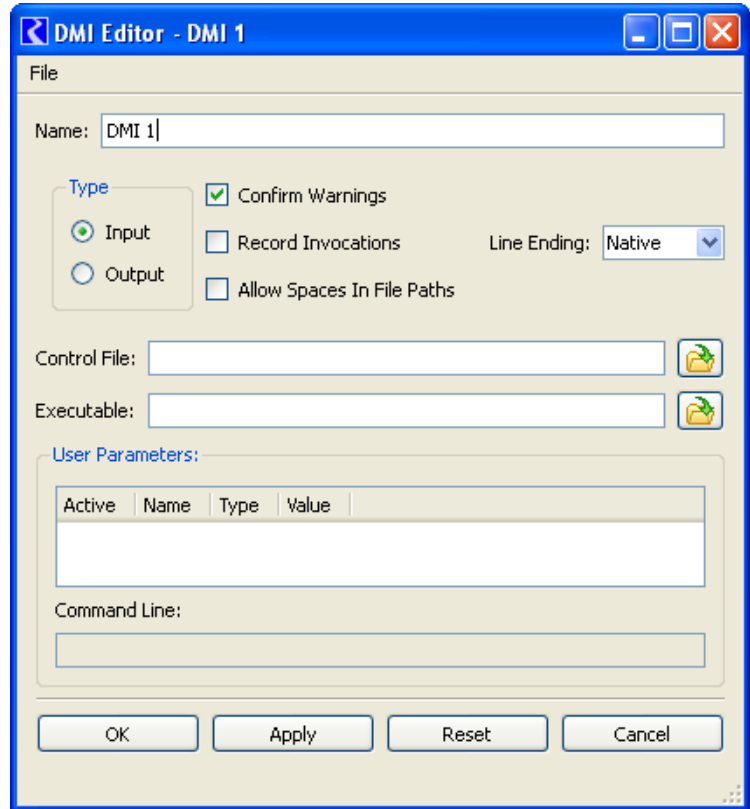 DMI Editor - DMI 1
File
Name: DMI 1
Type
Confirm Warnings
Input
Record Invocations
Line Ending: Native
Output
Allow Spaces In File Paths
Control File:
Executable:
User Parameters:
Active Name Type Value
Command Line:
OK Apply Reset Cancel